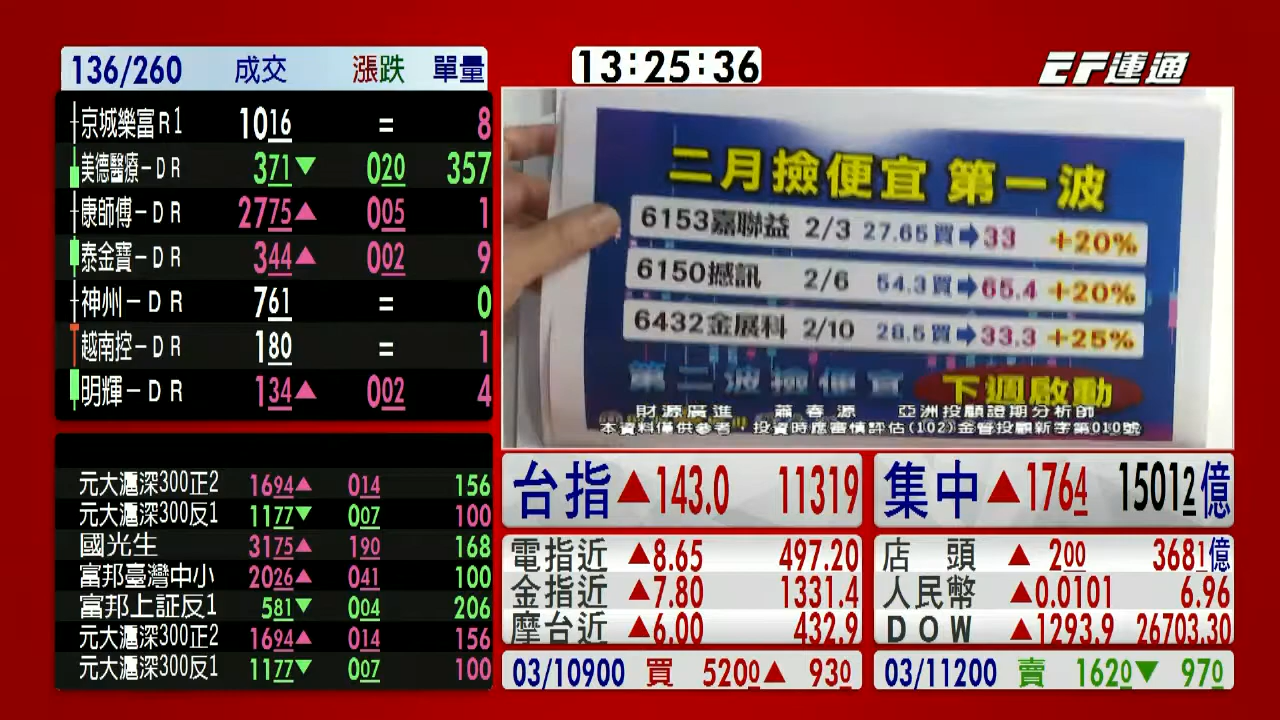 136/260 成交 漲跌 單量
13:25:36
EF運通
京城樂富R1 1016 = 8
美德醫療-DR 371▼ 020 357
康師傅-DR 2775▲ 005 1
泰金寶-DR 344▲ 002 9
神州-DR 761 = 0
越南控-DR 180 = 1
明輝-DR 134▲ 002 4
元大滬深300正2 1694▲ 014 156
元大滬深300反1 1177▼ 007 100
國光生 3175▲ 190 168
富邦臺灣中小 2026▲ 041 100
富邦上証反1 581▼ 004 206
元大滬深300正2 1694▲ 014 156
元大滬深300反1 1177▼ 007 100
二月撿便宜 第一波
6153嘉聯益 2/3 27.65買➡33 +20%
6150撼訊 2/6 54.3買➡65.4 +20%
6432金展科 2/10 28.5買➡33.3 +25%
第二波撿便宜 下週啟動
財源廣進 蕭春源 亞洲投顧證期分析師
本資料僅供參考 投資時應審慎評估(102)金管投顧新字第010號
台指▲143.0 11319
集中▲1764 15012億
電指近 ▲8.65 497.20
金指近 ▲7.80 1331.4
摩台近 ▲6.00 432.9
店頭 ▲200 3681億
人民幣 ▲0.0101 6.96
DOW ▲1293.9 26703.30
03/10900 買 5200▲ 930
03/11200 賣 1620▼ 970